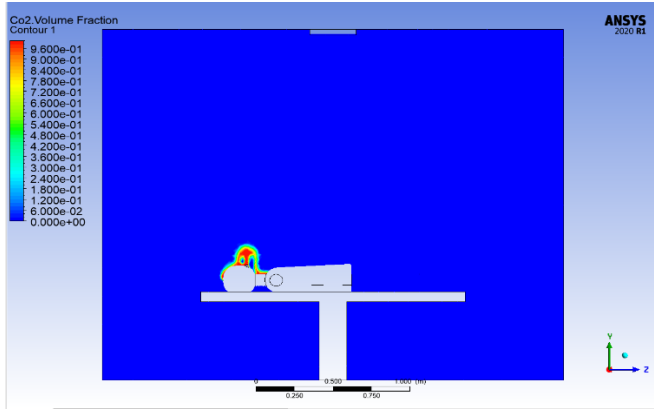 Co2.Volume Fraction
Contour 1
ANSYS
2020 R1
9.600e-01
9.000e-01
8.400e-01
7.800e-01
7.200e-01
6.600e-01
6.000e-01
5.400e-01
4.800e-01
4.200e-01
3.600e-01
3.000e-01
2.400e-01
1.800e-01
1.200e-01
6.000e-02
0.000e+00
Y
Z
0 0.500 1.000 (m)
0.250 0.750